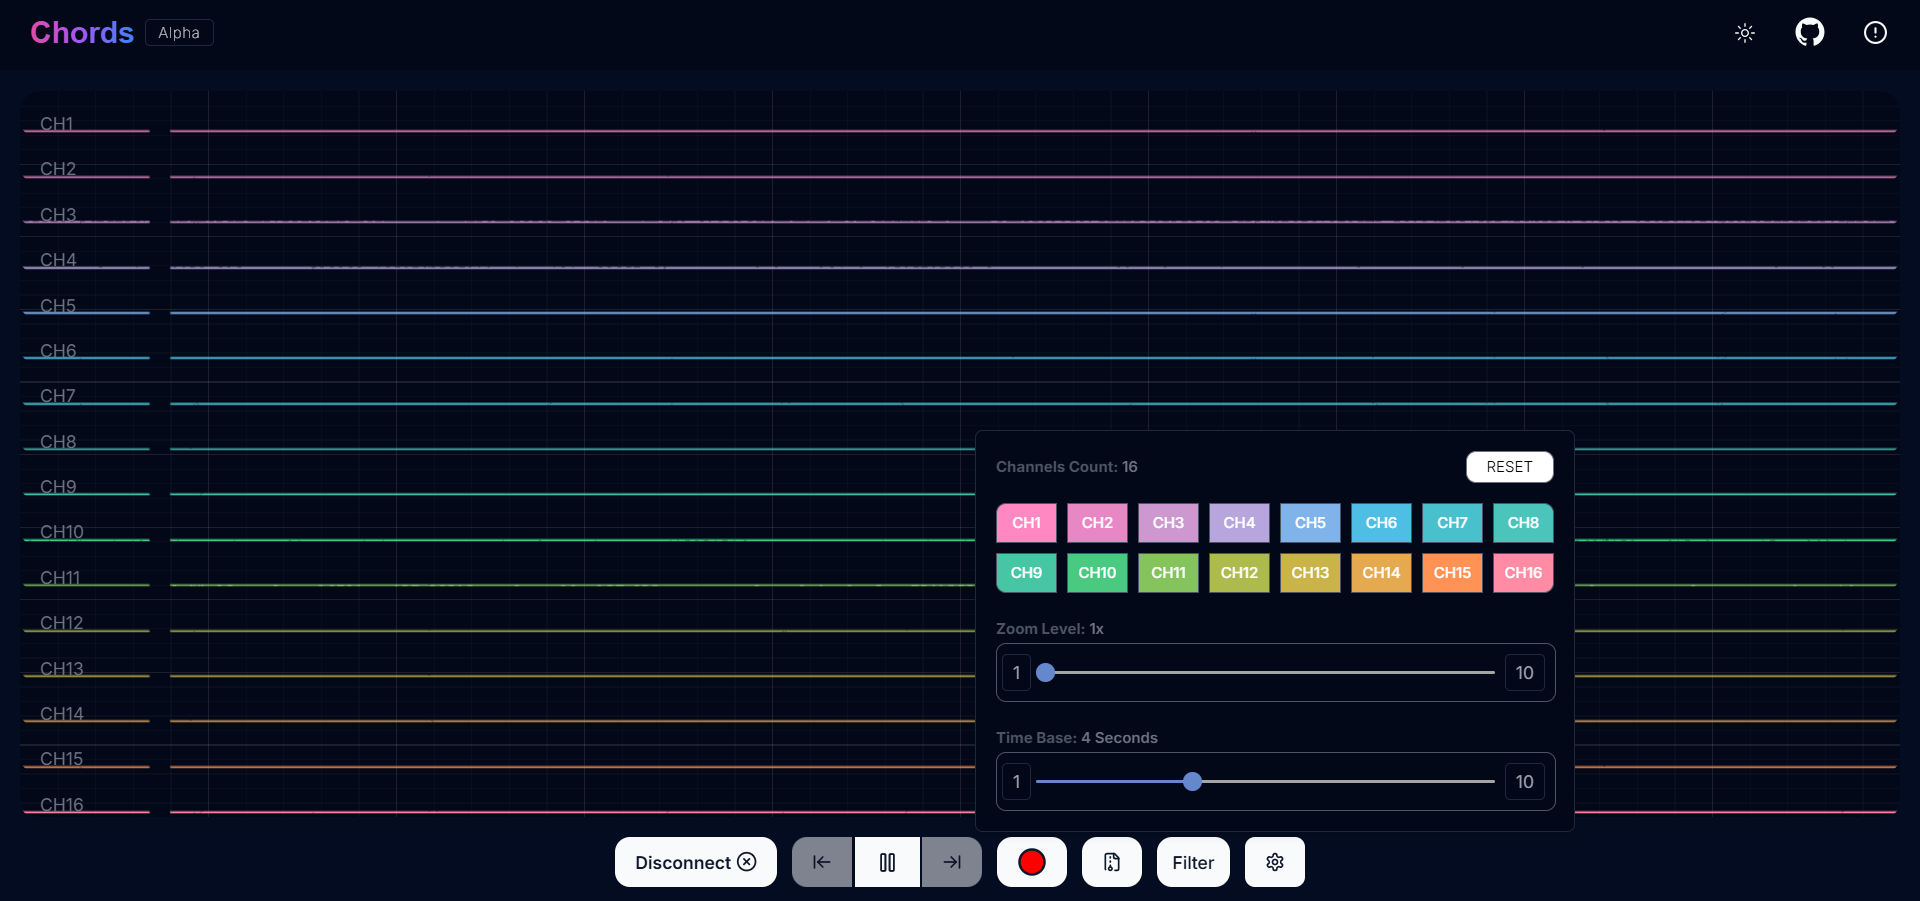 Chords Alpha
CH1
CH2
CH3
CH4
CH5
CH6
CH7
CH8
CH9
CH10
CH11
CH12
CH13
CH14
CH15
CH16
Channels Count: 16 RESET
CH1 CH2 CH3 CH4 CH5 CH6 CH7 CH8
CH9 CH10 CH11 CH12 CH13 CH14 CH15 CH16
Zoom Level: 1x
1 10
Time Base: 4 Seconds
1 10
Disconnect Filter